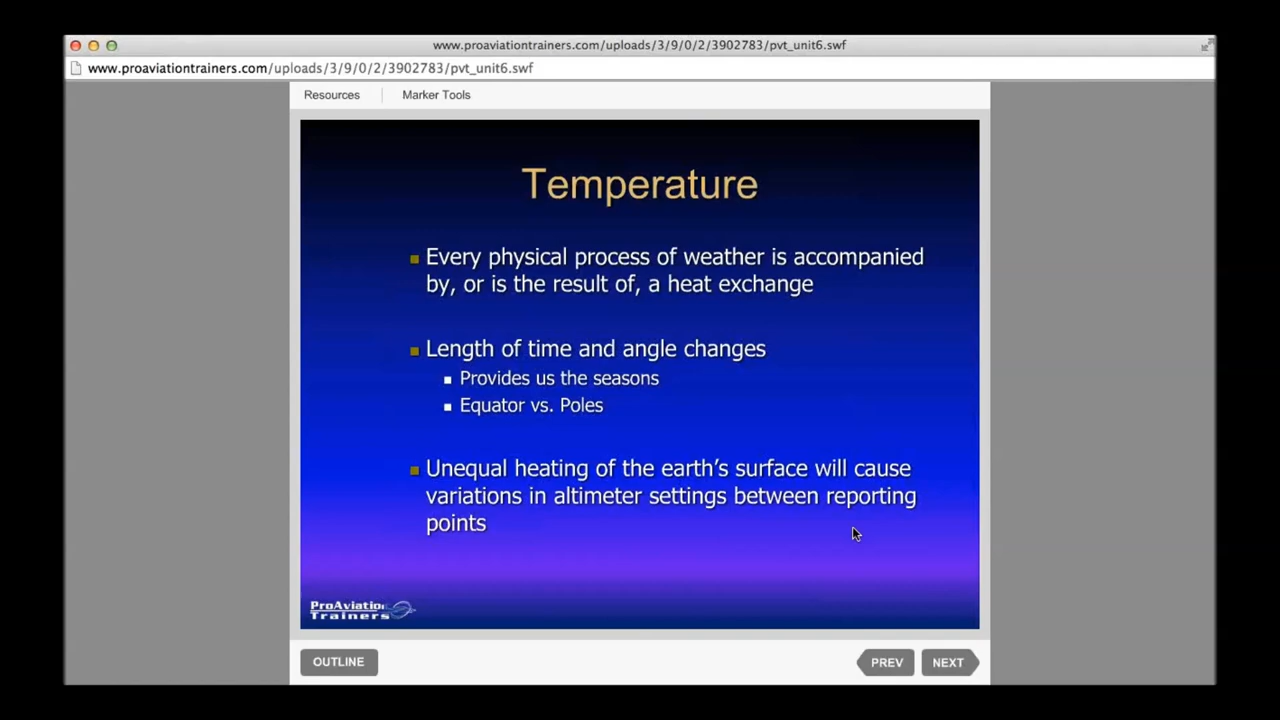 www.proaviationtrainers.com/uploads/3/9/0/2/3902783/pvt_unit6.swf
www.proaviationtrainers.com/uploads/3/9/0/2/3902783/pvt_unit6.swf
Resources
Marker Tools
Temperature
Every physical process of weather is accompanied
by, or is the result of, a heat exchange
Length of time and angle changes
Provides us the seasons
Equator vs. Poles
Unequal heating of the earth’s surface will cause
variations in altimeter settings between reporting
points
ProAviation
Trainers
OUTLINE
PREV
NEXT